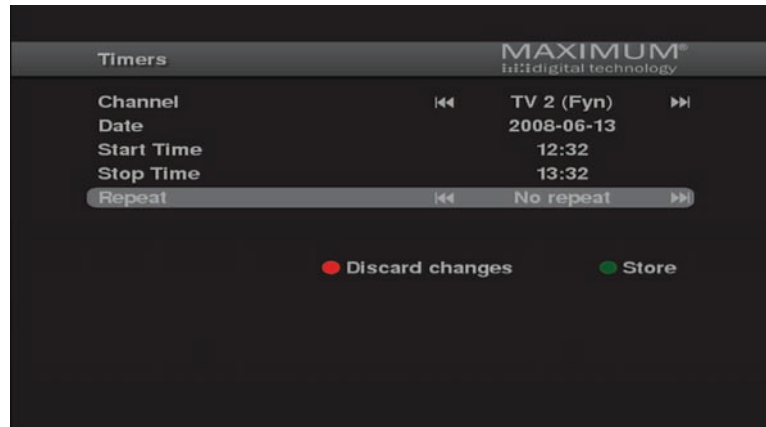 Timers
MAXIMUM®
digital technology
Channel TV 2 (Fyn)
Date 2008-06-13
Start Time 12:32
Stop Time 13:32
Repeat No repeat
Discard changes Store